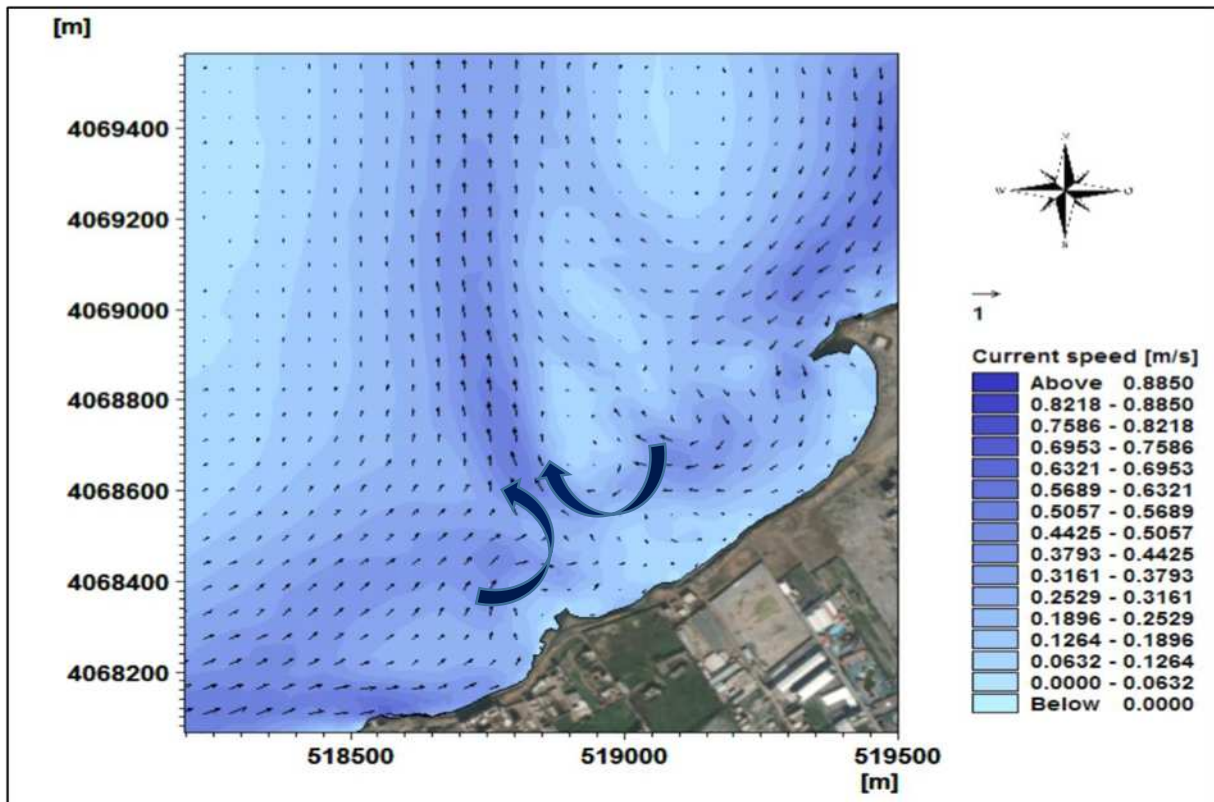 [m]
4069400
4069200
4069000
4068800
4068600
4068400
4068200
518500
519000
519500
[m]
N
W
O
S
1
Current speed [m/s]
Above 0.8850
0.8218 - 0.8850
0.7586 - 0.8218
0.6953 - 0.7586
0.6321 - 0.6953
0.5689 - 0.6321
0.5057 - 0.5689
0.4425 - 0.5057
0.3793 - 0.4425
0.3161 - 0.3793
0.2529 - 0.3161
0.1896 - 0.2529
0.1264 - 0.1896
0.0632 - 0.1264
0.0000 - 0.0632
Below 0.0000